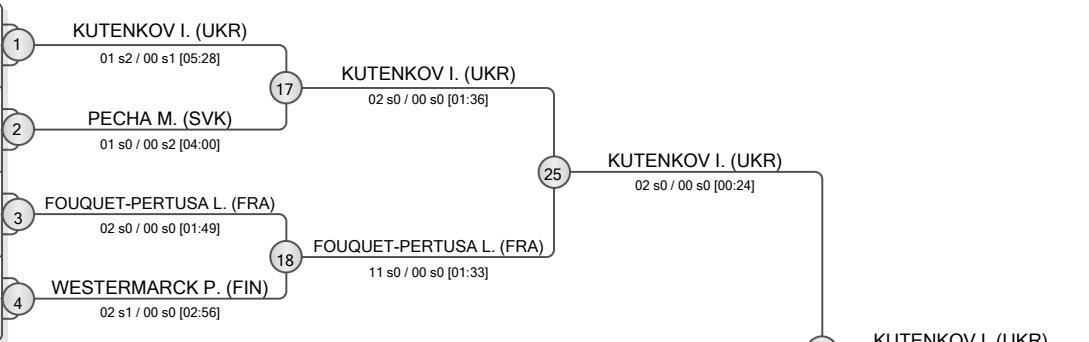 KUTENKOV I. (UKR)
1
01 s2 / 00 s1 [05:28]
17
KUTENKOV I. (UKR)
02 s0 / 00 s0 [01:36]
PECHA M. (SVK)
2
01 s0 / 00 s2 [04:00]
25
KUTENKOV I. (UKR)
02 s0 / 00 s0 [00:24]
FOUQUET-PERTUSA L. (FRA)
3
02 s0 / 00 s0 [01:49]
18
FOUQUET-PERTUSA L. (FRA)
11 s0 / 00 s0 [01:33]
WESTERMARCK P. (FIN)
4
02 s1 / 00 s0 [02:56]
KUTENKOV I. (UKR)